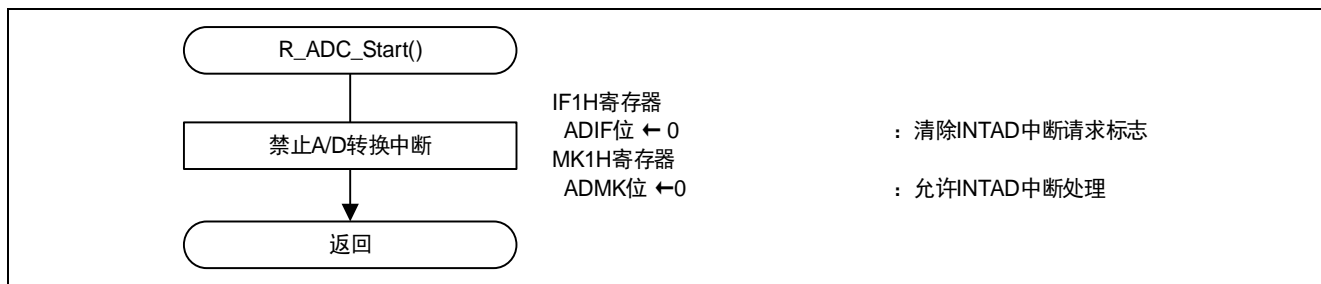 R_ADC_Start()
IF1H寄存器
ADIF位 ← 0 ：清除INTAD中断请求标志
禁止A/D转换中断
MK1H寄存器
ADMK位 ←0 ：允许INTAD中断处理
返回